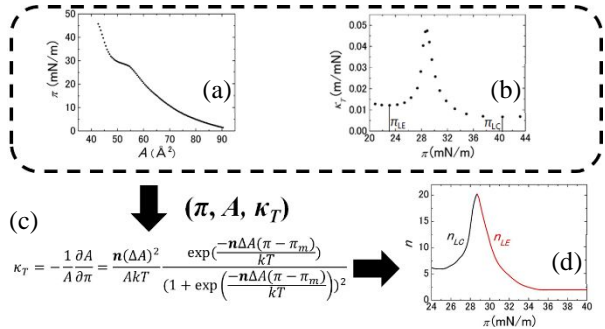 50
40
30
20
10
0
π (mN/m)
40 50 60 70 80 90
A (Å²)
(a)
0.05
0.04
0.03
0.02
0.01
0.00
κT (m/mN)
πLE
πLC
20 24 28 32 36 40 44
π(mN/m)
(b)
(c)
(π, A, κT)
κT = − 1/A ∂A/∂π = n(ΔA)²/AkT exp(−nΔA(π − πm)/kT)/(1 + exp(−nΔA(π − πm)/kT))²
20
15
10
5
0
n
nLC
nLE
24 26 28 30 32 34 36 38 40
π(mN/m)
(d)